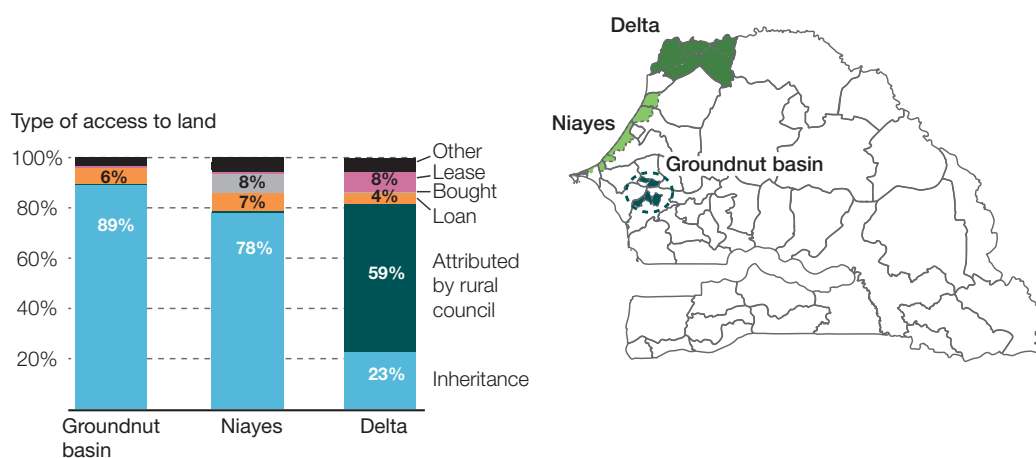 Type of access to land
100%
80%
60%
40%
20%
6%
89%
8%
7%
78%
8%
4%
59%
23%
Other
Lease
Bought
Loan
Attributed
by rural
council
Inheritance
Groundnut
basin
Niayes
Delta
Delta
Niayes
Groundnut basin